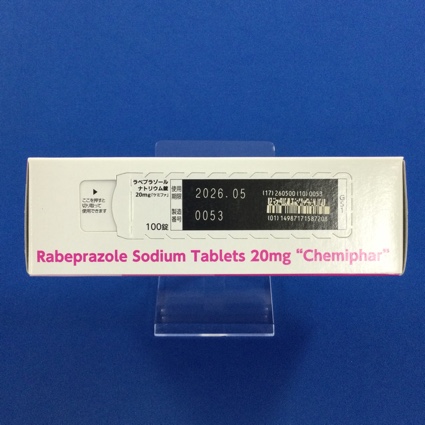 ラベプラゾール
ナトリウム錠
20mg「ケミファ」
100錠
ここを押すと
切り取って
使用できます
使用
期限
2026.05
製造
番号
0053
(17)260500(10)0053
(01)14987171587208
Rabeprazole Sodium Tablets 20mg “Chemiphar”